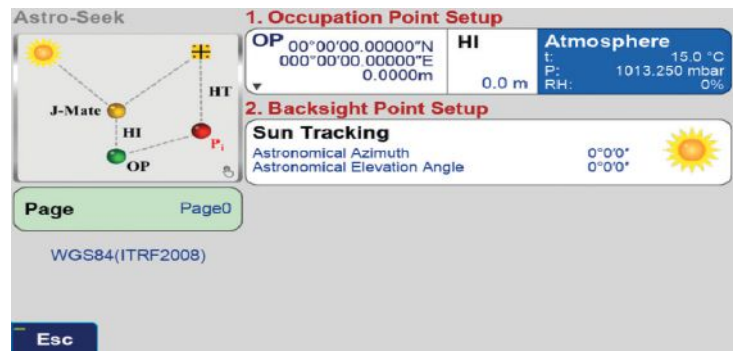 Astro-Seek
J-Mate
HI
OP
HT
Pi
Page Page0
WGS84(ITRF2008)
Esc
1. Occupation Point Setup
OP 00°00'00.00000"N
000°00'00.00000"E
0.0000m
HI
0.0 m
Atmosphere
t: 15.0 °C
P: 1013.250 mbar
RH: 0%
2. Backsight Point Setup
Sun Tracking
Astronomical Azimuth 0°0'0"
Astronomical Elevation Angle 0°0'0"